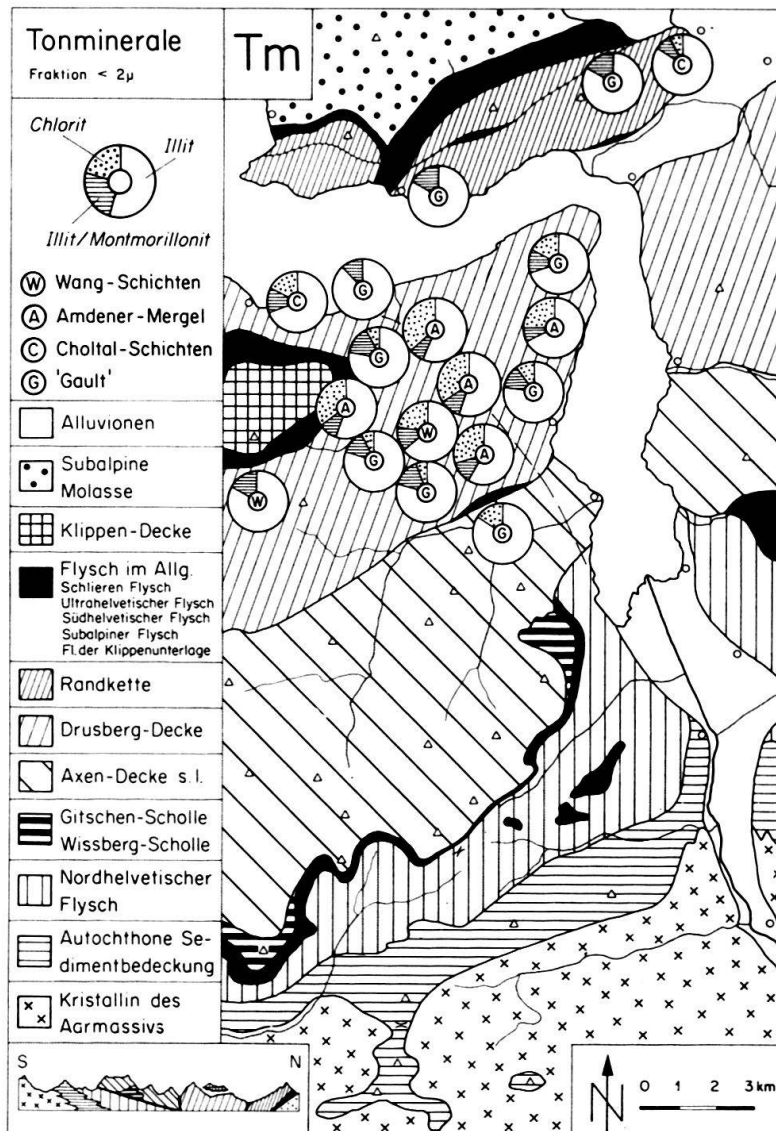 Tonminerale
Fraktion < 2µ
Tm
Chlorit
Illit
Illit/Montmorillonit
W Wang-Schichten
A Amdener-Mergel
C Choltal-Schichten
G 'Gault'
Alluvionen
Subalpine
Molasse
Klippen-Decke
Flysch im Allg.
Schlieren Flysch
Ultrahelvetischer Flysch
Südhelvetischer Flysch
Subalpiner Flysch
Fl.der Klippenunterlage
Randkette
Drusberg-Decke
Axen-Decke s.l.
Gitschen-Scholle
Wissberg-Scholle
Nordhelvetischer
Flysch
Autochthone Se-
dimentbedeckung
Kristallin des
Aarmassivs
S N
G
C
G
G
C
G
A
A
G
A
G
A
W
G
A
W
G
G
N
0 1 2 3 km